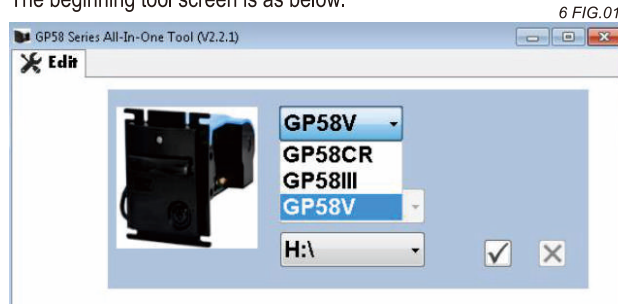 The beginning tool screen is as below.
6 FIG.01
GP58 Series All-In-One Tool (V2.2.1)
Edit
GP58V
GP58CR
GP58III
GP58V
H:\